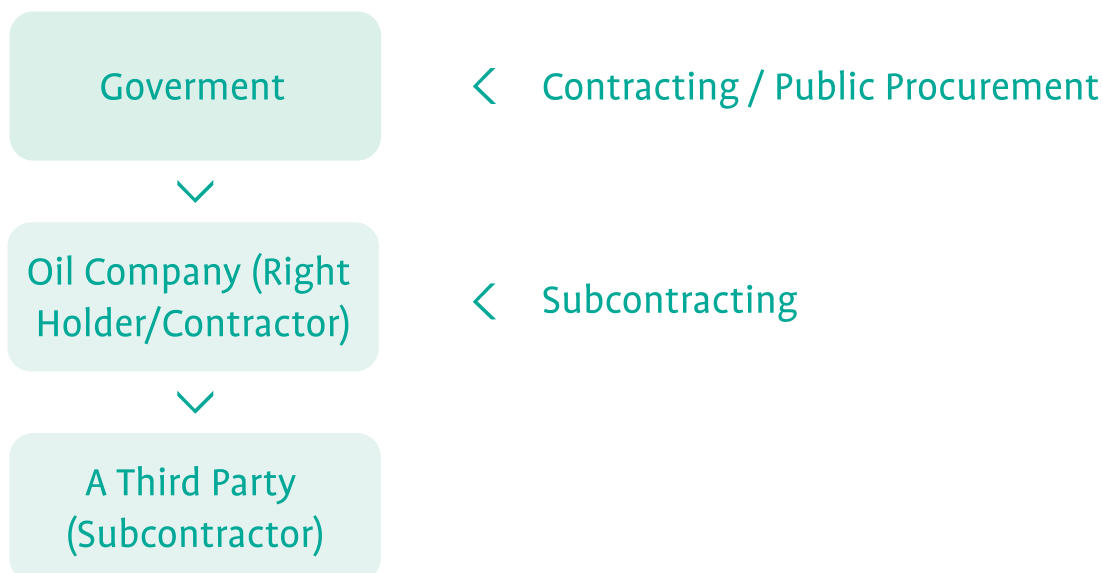 Goverment
Contracting / Public Procurement
Oil Company (Right
Holder/Contractor)
Subcontracting
A Third Party
(Subcontractor)